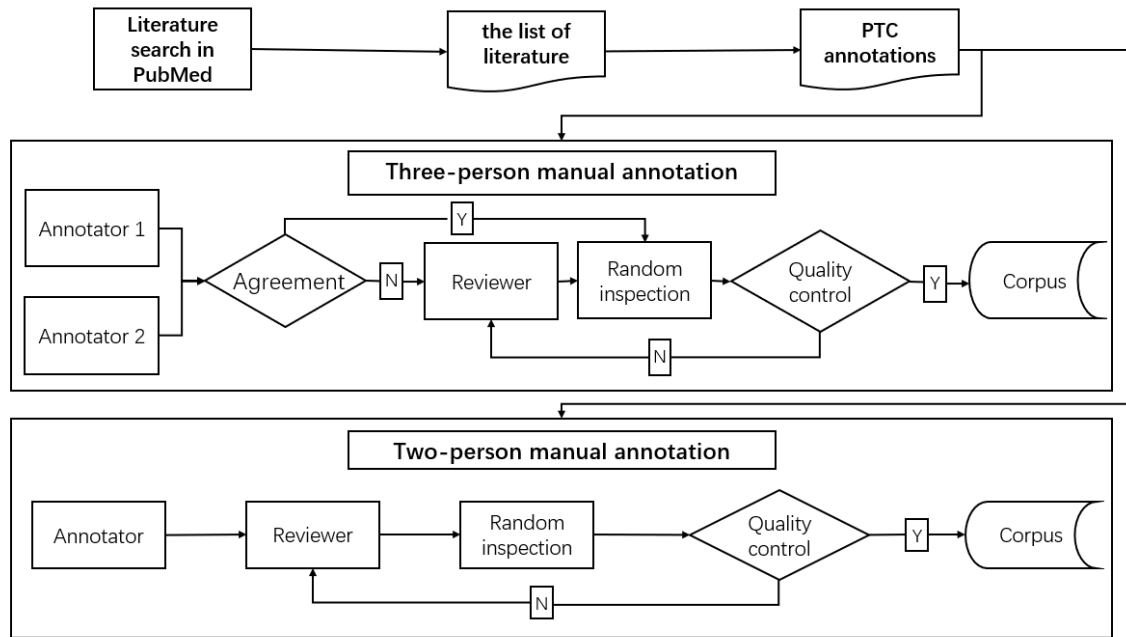 Literature
search in
PubMed
the list of
literature
PTC
annotations
Three-person manual annotation
Annotator 1
Annotator 2
Agreement
Y
N
Reviewer
Random
inspection
Quality
control
N
Y
Corpus
Two-person manual annotation
Annotator
Reviewer
Random
inspection
Quality
control
N
Y
Corpus